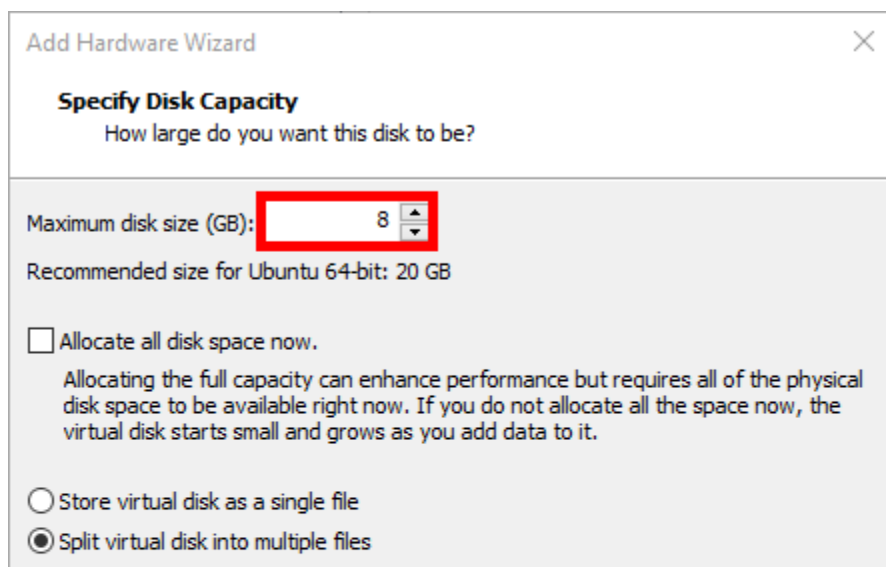 Add Hardware Wizard
Specify Disk Capacity
How large do you want this disk to be?
Maximum disk size (GB): 8
Recommended size for Ubuntu 64-bit: 20 GB
Allocate all disk space now.
Allocating the full capacity can enhance performance but requires all of the physical
disk space to be available right now. If you do not allocate all the space now, the
virtual disk starts small and grows as you add data to it.
Store virtual disk as a single file
Split virtual disk into multiple files